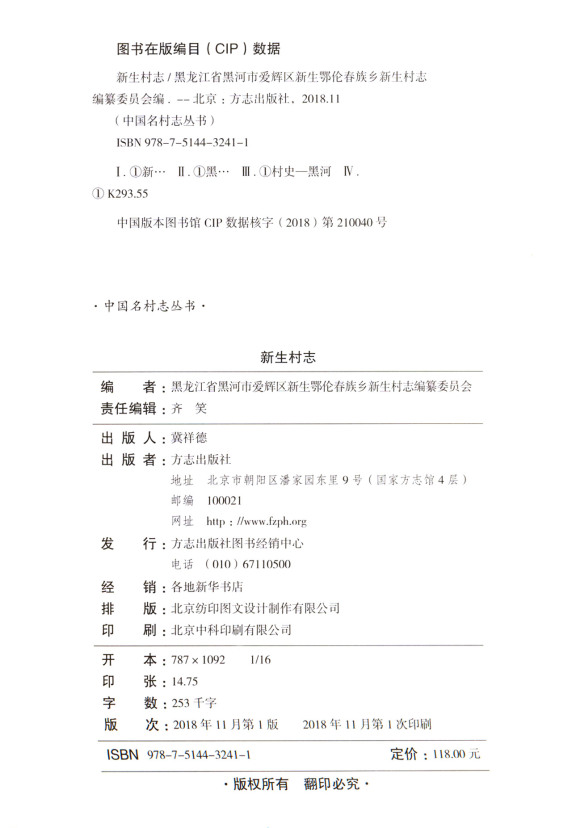 图书在版编目（CIP）数据
新生村志 / 黑龙江省黑河市爱辉区新生鄂伦春族乡新生村志
编纂委员会编 . -- 北京 : 方志出版社, 2018.11
（中国名村志丛书）
ISBN 978-7-5144-3241-1
Ⅰ . ①新… Ⅱ . ①黑… Ⅲ . ①村史—黑河 Ⅳ .
① K293.55
中国版本图书馆 CIP 数据核字（2018）第 210040 号
· 中国名村志丛书 ·
新生村志
编 者 : 黑龙江省黑河市爱辉区新生鄂伦春族乡新生村志编纂委员会
责任编辑 : 齐 笑
出 版 人 : 冀祥德
出 版 者 : 方志出版社
地址 北京市朝阳区潘家园东里 9 号（国家方志馆 4 层）
邮编 100021
网址 http : //www.fzph.org
发 行 : 方志出版社图书经销中心
电话 （010）67110500
经 销 : 各地新华书店
排 版 : 北京纺印图文设计制作有限公司
印 刷 : 北京中科印刷有限公司
开 本 : 787 × 1092 1/16
印 张 : 14.75
字 数 : 253 千字
版 次 : 2018 年 11 月第 1 版 2018 年 11 月第 1 次印刷
ISBN 978-7-5144-3241-1 定价 : 118.00 元
· 版权所有 翻印必究 ·